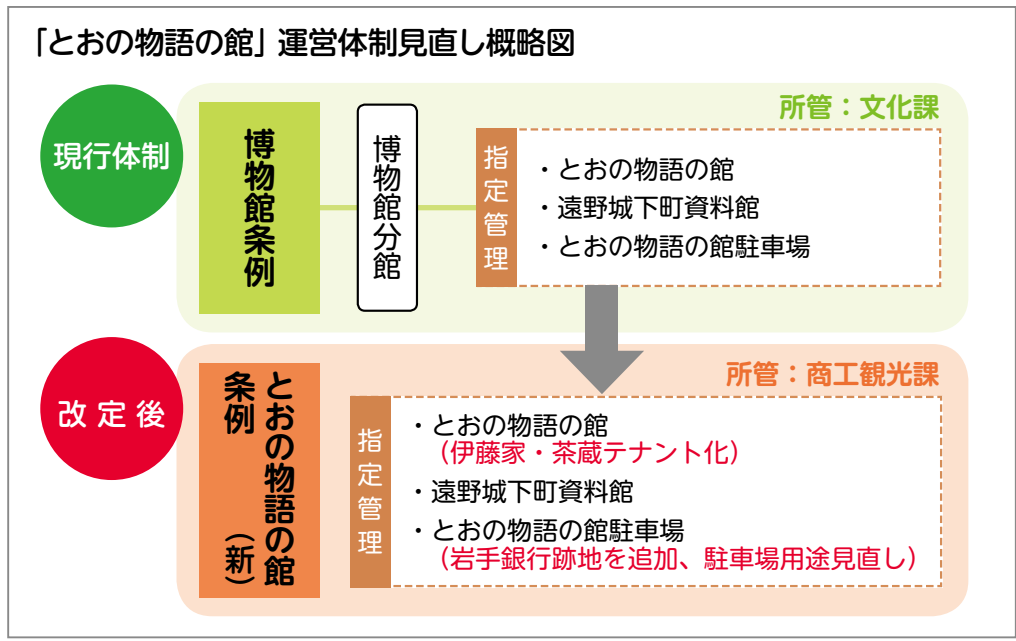 「とおの物語の館」運営体制見直し概略図
現行体制
所管：文化課
博物館条例
博物館分館
指定管理
・とおの物語の館
・遠野城下町資料館
・とおの物語の館駐車場
改定後
所管：商工観光課
とおの物語の館
条例　　（新）
指定管理
・とおの物語の館
（伊藤家・茶蔵テナント化）
・遠野城下町資料館
・とおの物語の館駐車場
（岩手銀行跡地を追加、駐車場用途見直し）